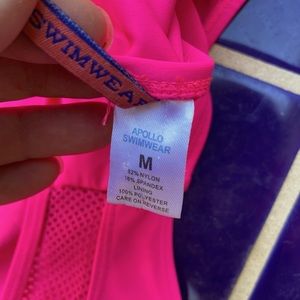 SWIMWEAR
APOLLO
SWIMWEAR
M
82% NYLON
18% SPANDEX
LINING
100% POLYESTER
CARE ON REVERSE